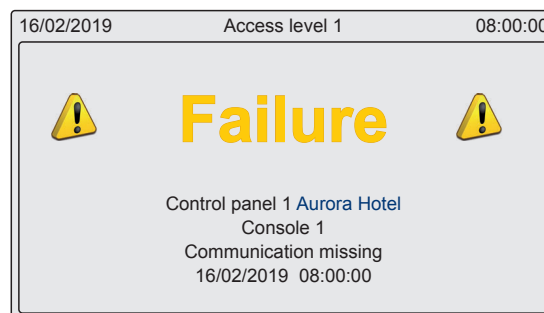 16/02/2019 Access level 1 08:00:00
Failure
Control panel 1 Aurora Hotel
Console 1
Communication missing
16/02/2019 08:00:00